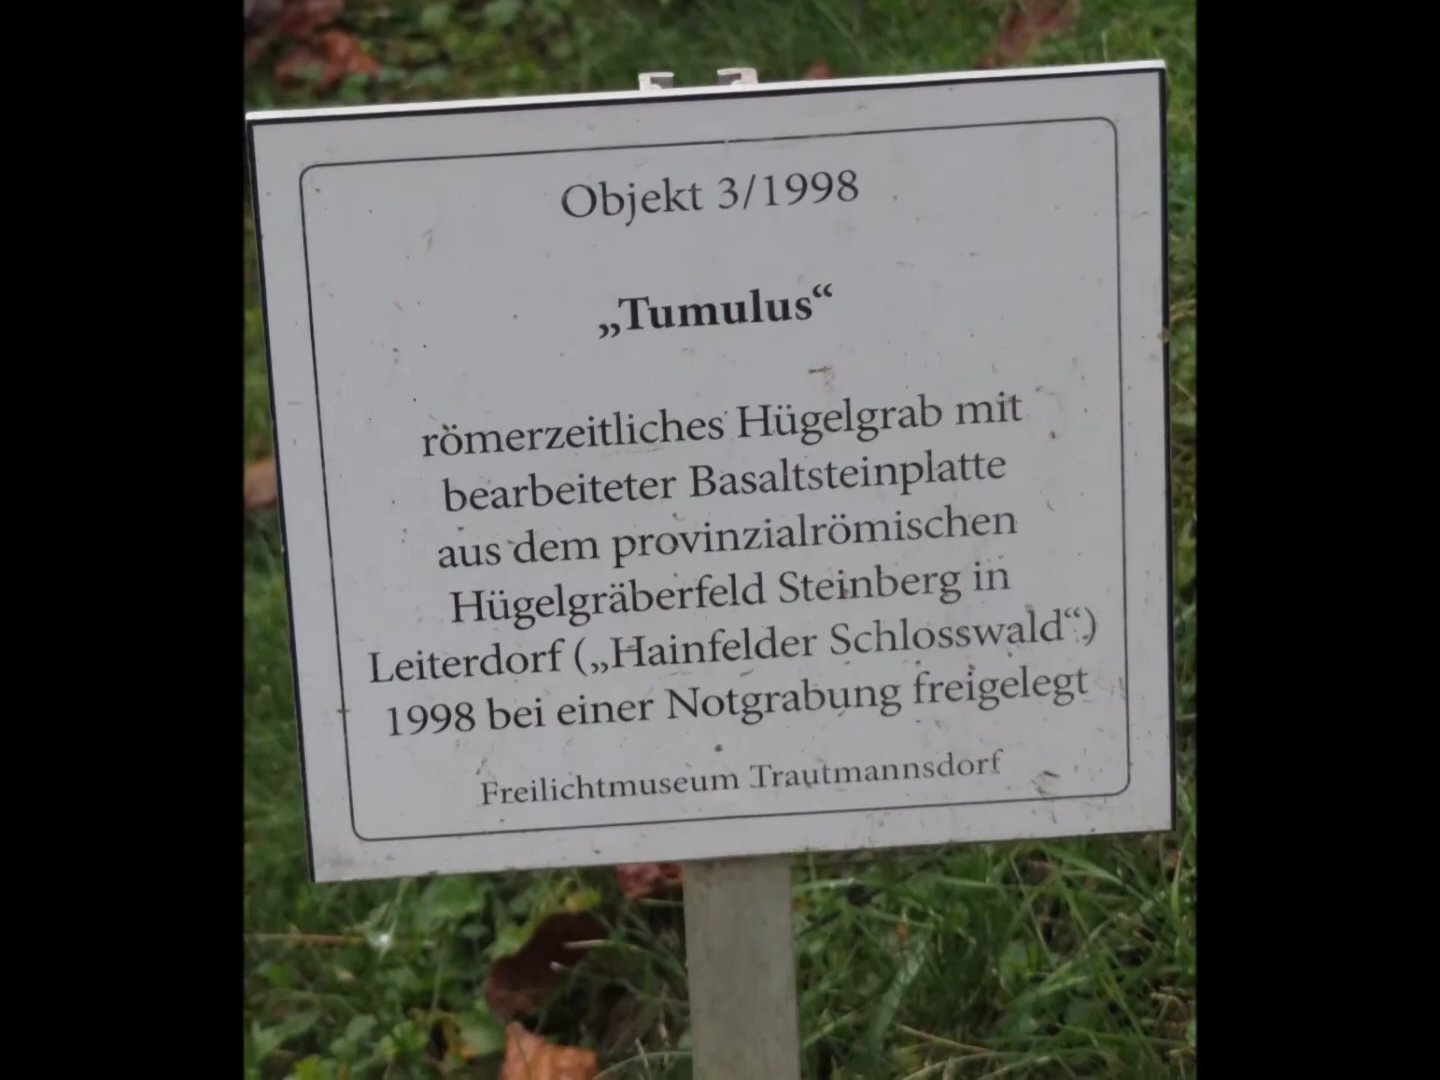 Objekt 3/1998
„Tumulus“
römerzeitliches Hügelgrab mit
bearbeiteter Basaltsteinplatte
aus dem provinzialrömischen
Hügelgräberfeld Steinberg in
Leiterdorf („Hainfelder Schlosswald“)
1998 bei einer Notgrabung freigelegt
Freilichtmuseum Trautmannsdorf